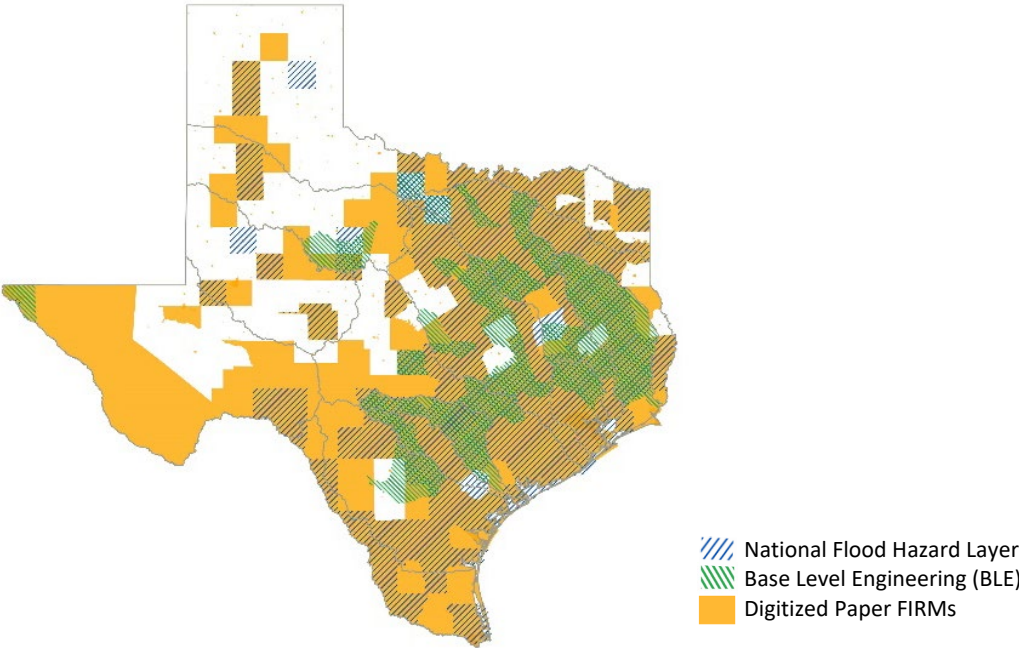 National Flood Hazard Layer
Base Level Engineering (BLE)
Digitized Paper FIRMs